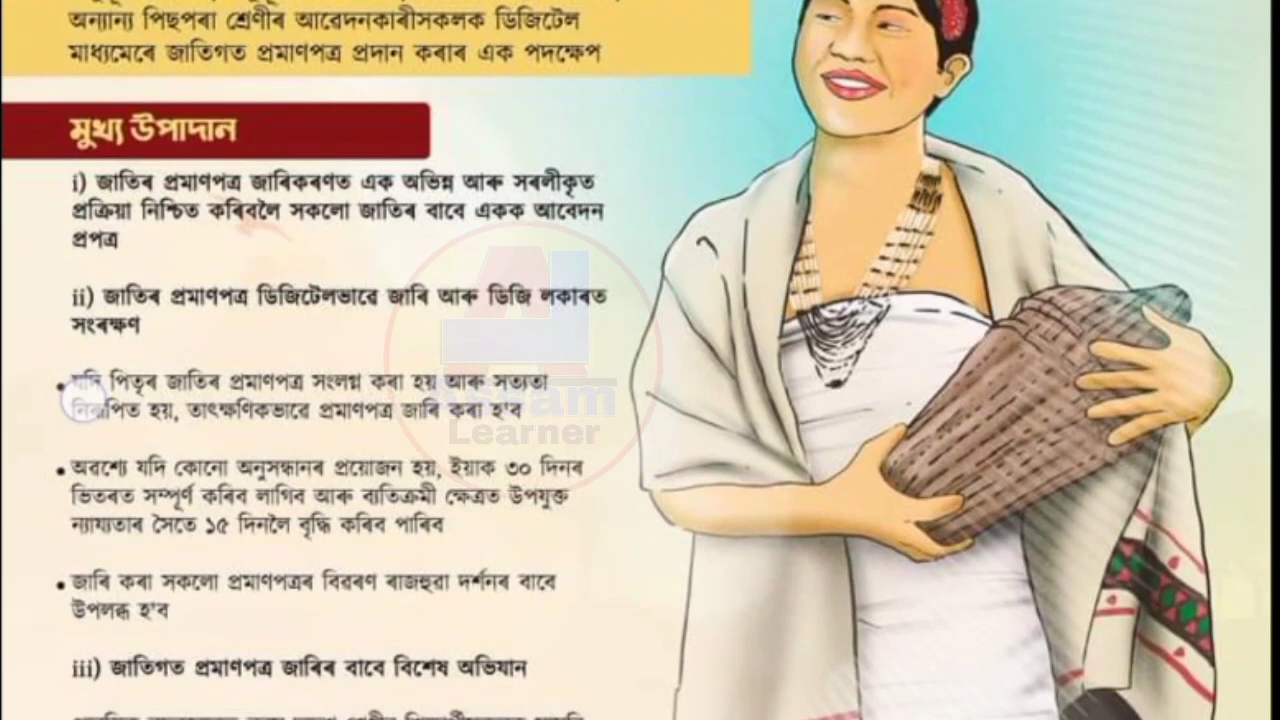 অন্যান্য পিছপৰা শ্ৰেণীৰ আৱেদনকাৰীসকলক ডিজিটেল
মাধ্যমেৰে জাতিগত প্ৰমাণপত্ৰ প্ৰদান কৰাৰ এক পদক্ষেপ
মুখ্য উপাদান
i) জাতিৰ প্ৰমাণপত্ৰ জাৰিকৰণত এক অভিন্ন আৰু সৰলীকৃত
প্ৰক্ৰিয়া নিশ্চিত কৰিবলৈ সকলো জাতিৰ বাবে একক আবেদন
প্ৰপত্ৰ
ii) জাতিৰ প্ৰমাণপত্ৰ ডিজিটেলভাৱে জাৰি আৰু ডিজি লকাৰত
সংৰক্ষণ
• যদি পিতৃৰ জাতিৰ প্ৰমাণপত্ৰ সংলগ্ন কৰা হয় আৰু সত্যতা
নিৰূপিত হয়, তাৎক্ষণিকভাৱে প্ৰমাণপত্ৰ জাৰি কৰা হ'ব
• অৱশ্যে যদি কোনো অনুসন্ধানৰ প্ৰয়োজন হয়, ইয়াক ৩০ দিনৰ
ভিতৰত সম্পূৰ্ণ কৰিব লাগিব আৰু ব্যতিক্ৰমী ক্ষেত্ৰত উপযুক্ত
ন্যায্যতাৰ সৈতে ১৫ দিনলৈ বৃদ্ধি কৰিব পাৰিব
• জাৰি কৰা সকলো প্ৰমাণপত্ৰৰ বিৱৰণ ৰাজহুৱা দৰ্শনৰ বাবে
উপলব্ধ হ'ব
iii) জাতিগত প্ৰমাণপত্ৰ জাৰিৰ বাবে বিশেষ অভিযান
Assam
Learner